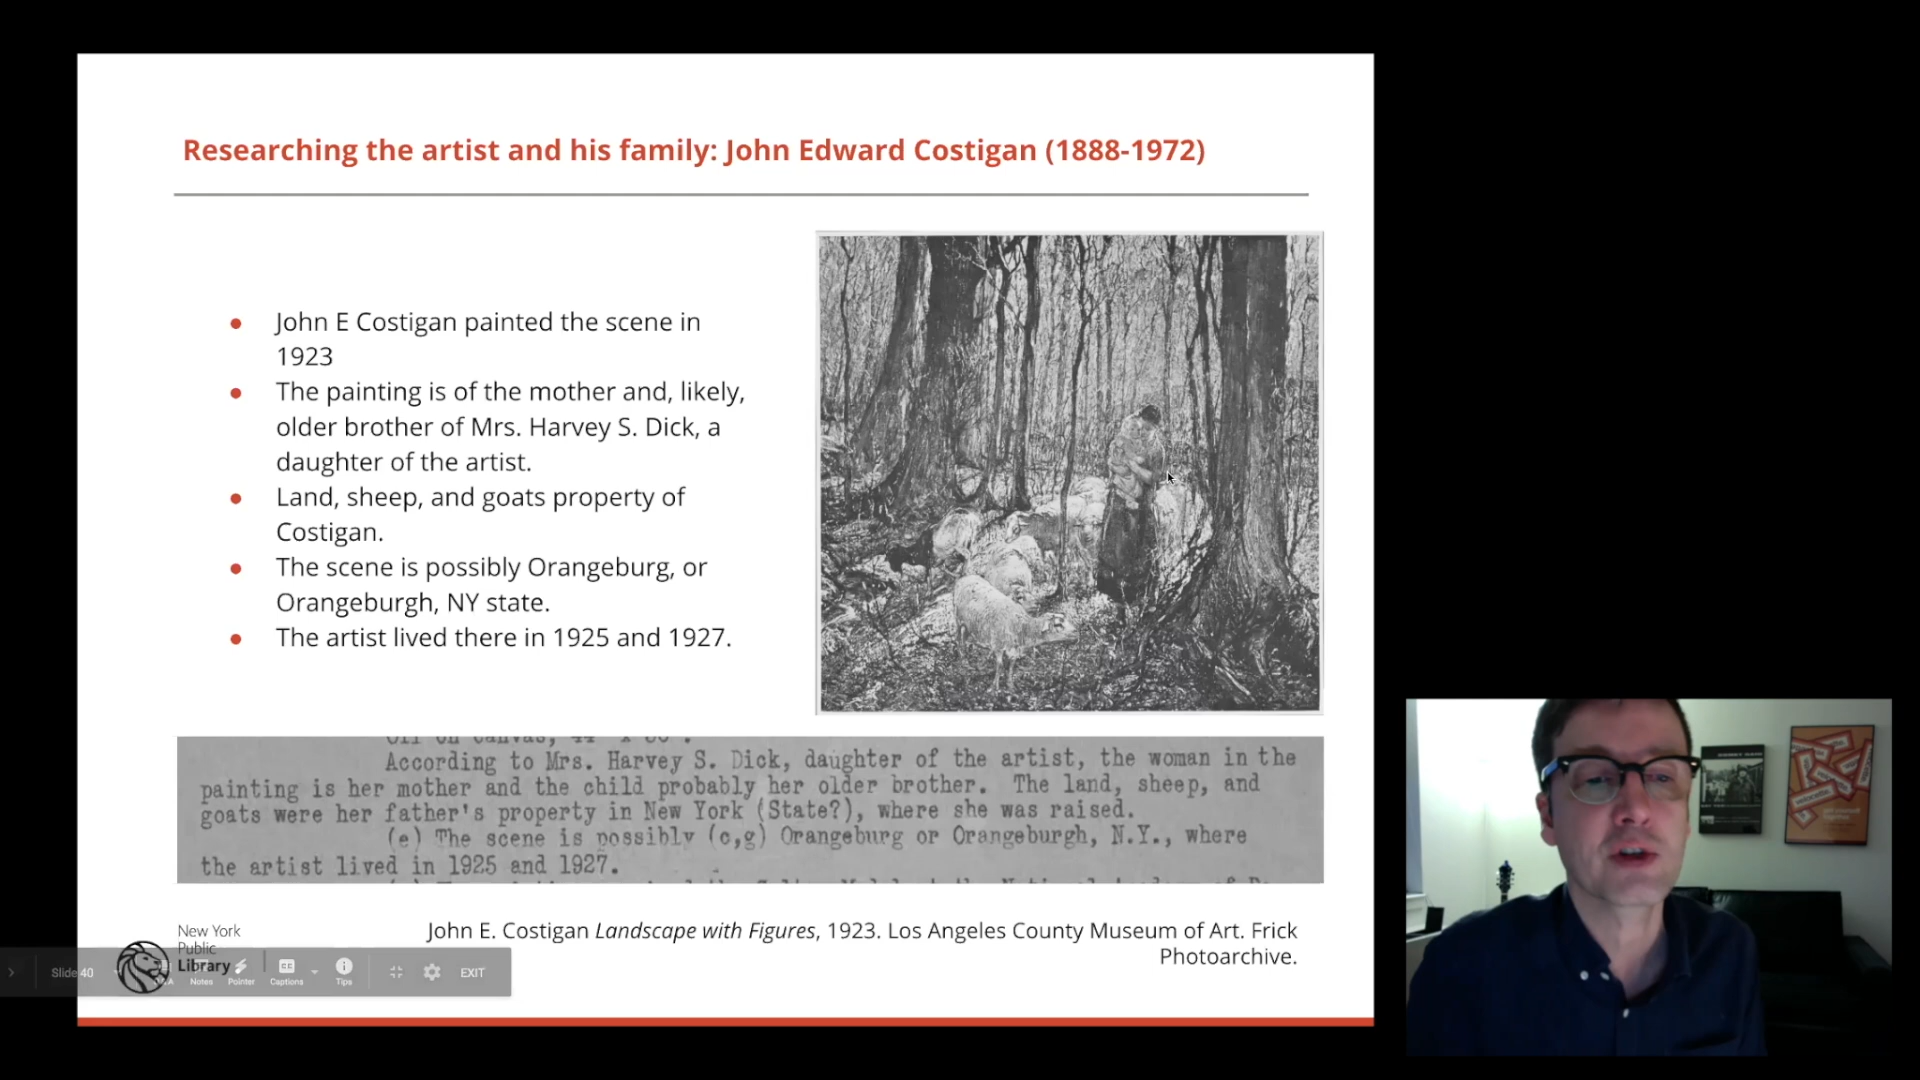 Researching the artist and his family: John Edward Costigan (1888-1972)
John E Costigan painted the scene in
1923
The painting is of the mother and, likely,
older brother of Mrs. Harvey S. Dick, a
daughter of the artist.
Land, sheep, and goats property of
Costigan.
The scene is possibly Orangeburg, or
Orangeburgh, NY state.
The artist lived there in 1925 and 1927.
According to Mrs. Harvey S. Dick, daughter of the artist, the woman in the
painting is her mother and the child probably her older brother. The land, sheep, and
goats were her father's property in New York (State?), where she was raised.
(e) The scene is possibly (c,g) Orangeburg or Orangeburgh, N.Y., where
the artist lived in 1925 and 1927.
John E. Costigan Landscape with Figures, 1923. Los Angeles County Museum of Art. Frick
Photoarchive.
New York
Public
Library
Slide 40
Notes
Pointer
CC
Captions
Tips
EXIT